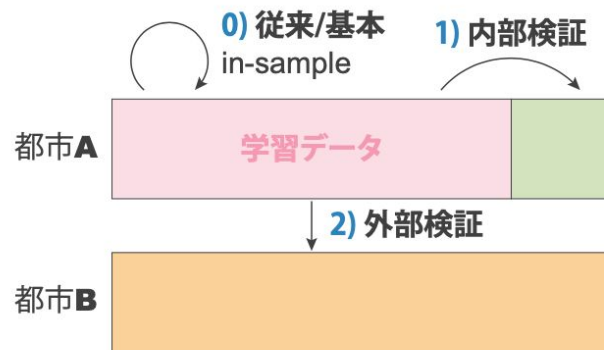 0) 従来/基本
in-sample
1) 内部検証
都市A
学習データ
2) 外部検証
都市B